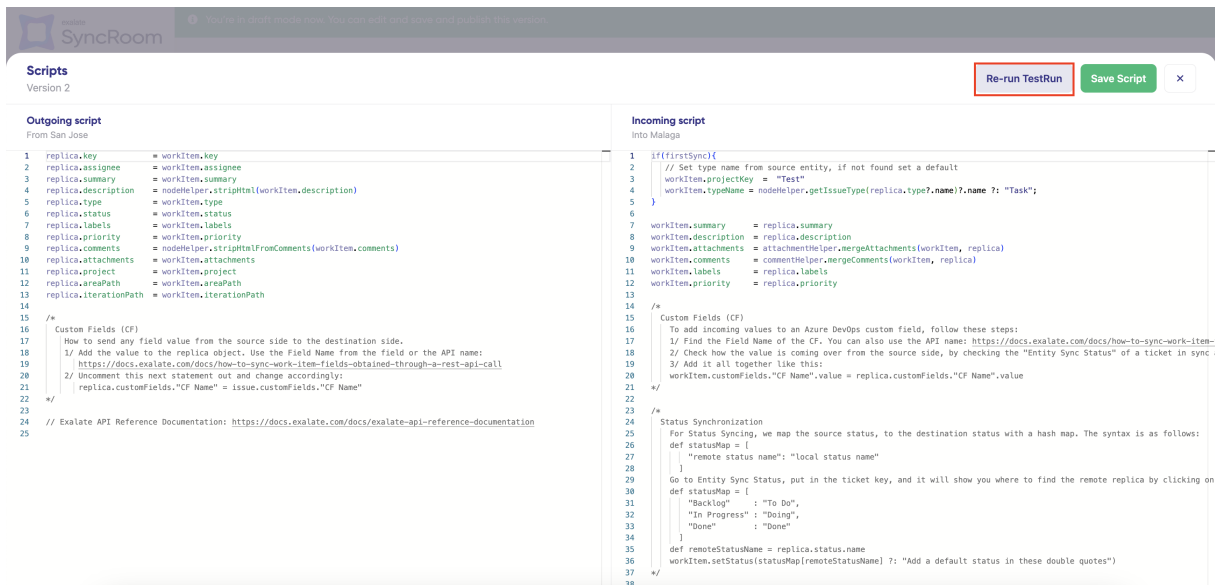 exalate
SyncRoom
You're in draft mode now. You can edit and save and publish this version.
Scripts
Version 2
Re-run TestRun
Save Script
×
Outgoing script
From San Jose
1 replica.key = workItem.key
2 replica.assignee = workItem.assignee
3 replica.summary = workItem.summary
4 replica.description = nodeHelper.stripHtml(workItem.description)
5 replica.type = workItem.type
6 replica.status = workItem.status
7 replica.labels = workItem.labels
8 replica.priority = workItem.priority
9 replica.comments = nodeHelper.stripHtmlFromComments(workItem.comments)
10 replica.attachments = workItem.attachments
11 replica.project = workItem.project
12 replica.areaPath = workItem.areaPath
13 replica.iterationPath = workItem.iterationPath
14
15 /*
16 Custom Fields (CF)
17 How to send any field value from the source side to the destination side.
18 1/ Add the value to the replica object. Use the Field Name from the field or the API name:
19 https://docs.exalate.com/docs/how-to-sync-work-item-fields-obtained-through-a-rest-api-call
20 2/ Uncomment this next statement out and change accordingly:
21 replica.customFields."CF Name" = issue.customFields."CF Name"
22 */
23
24 // Exalate API Reference Documentation: https://docs.exalate.com/docs/exalate-api-reference-documentation
25
Incoming script
Into Malaga
1 if(firstSync){
2 // Set type name from source entity, if not found set a default
3 workItem.projectKey = "Test"
4 workItem.typeName = nodeHelper.getIssueType(replica.type?.name)?.name ?: "Task";
5 }
6
7 workItem.summary = replica.summary
8 workItem.description = replica.description
9 workItem.attachments = attachmentHelper.mergeAttachments(workItem, replica)
10 workItem.comments = commentHelper.mergeComments(workItem, replica)
11 workItem.labels = replica.labels
12 workItem.priority = replica.priority
13
14 /*
15 Custom Fields (CF)
16 To add incoming values to an Azure DevOps custom field, follow these steps:
17 1/ Find the Field Name of the CF. You can also use the API name: https://docs.exalate.com/docs/how-to-sync-work-item-
18 2/ Check how the value is coming over from the source side, by checking the "Entity Sync Status" of a ticket in sync
19 3/ Add it all together like this:
20 workItem.customFields."CF Name".value = replica.customFields."CF Name".value
21 */
22
23 /*
24 Status Synchronization
25 For Status Syncing, we map the source status, to the destination status with a hash map. The syntax is as follows:
26 def statusMap = [
27 "remote status name": "local status name"
28 ]
29 Go to Entity Sync Status, put in the ticket key, and it will show you where to find the remote replica by clicking on
30 def statusMap = [
31 "Backlog" : "To Do",
32 "In Progress" : "Doing",
33 "Done" : "Done"
34 ]
35 def remoteStatusName = replica.status.name
36 workItem.setStatus(statusMap[remoteStatusName] ?: "Add a default status in these double quotes")
37 */
38